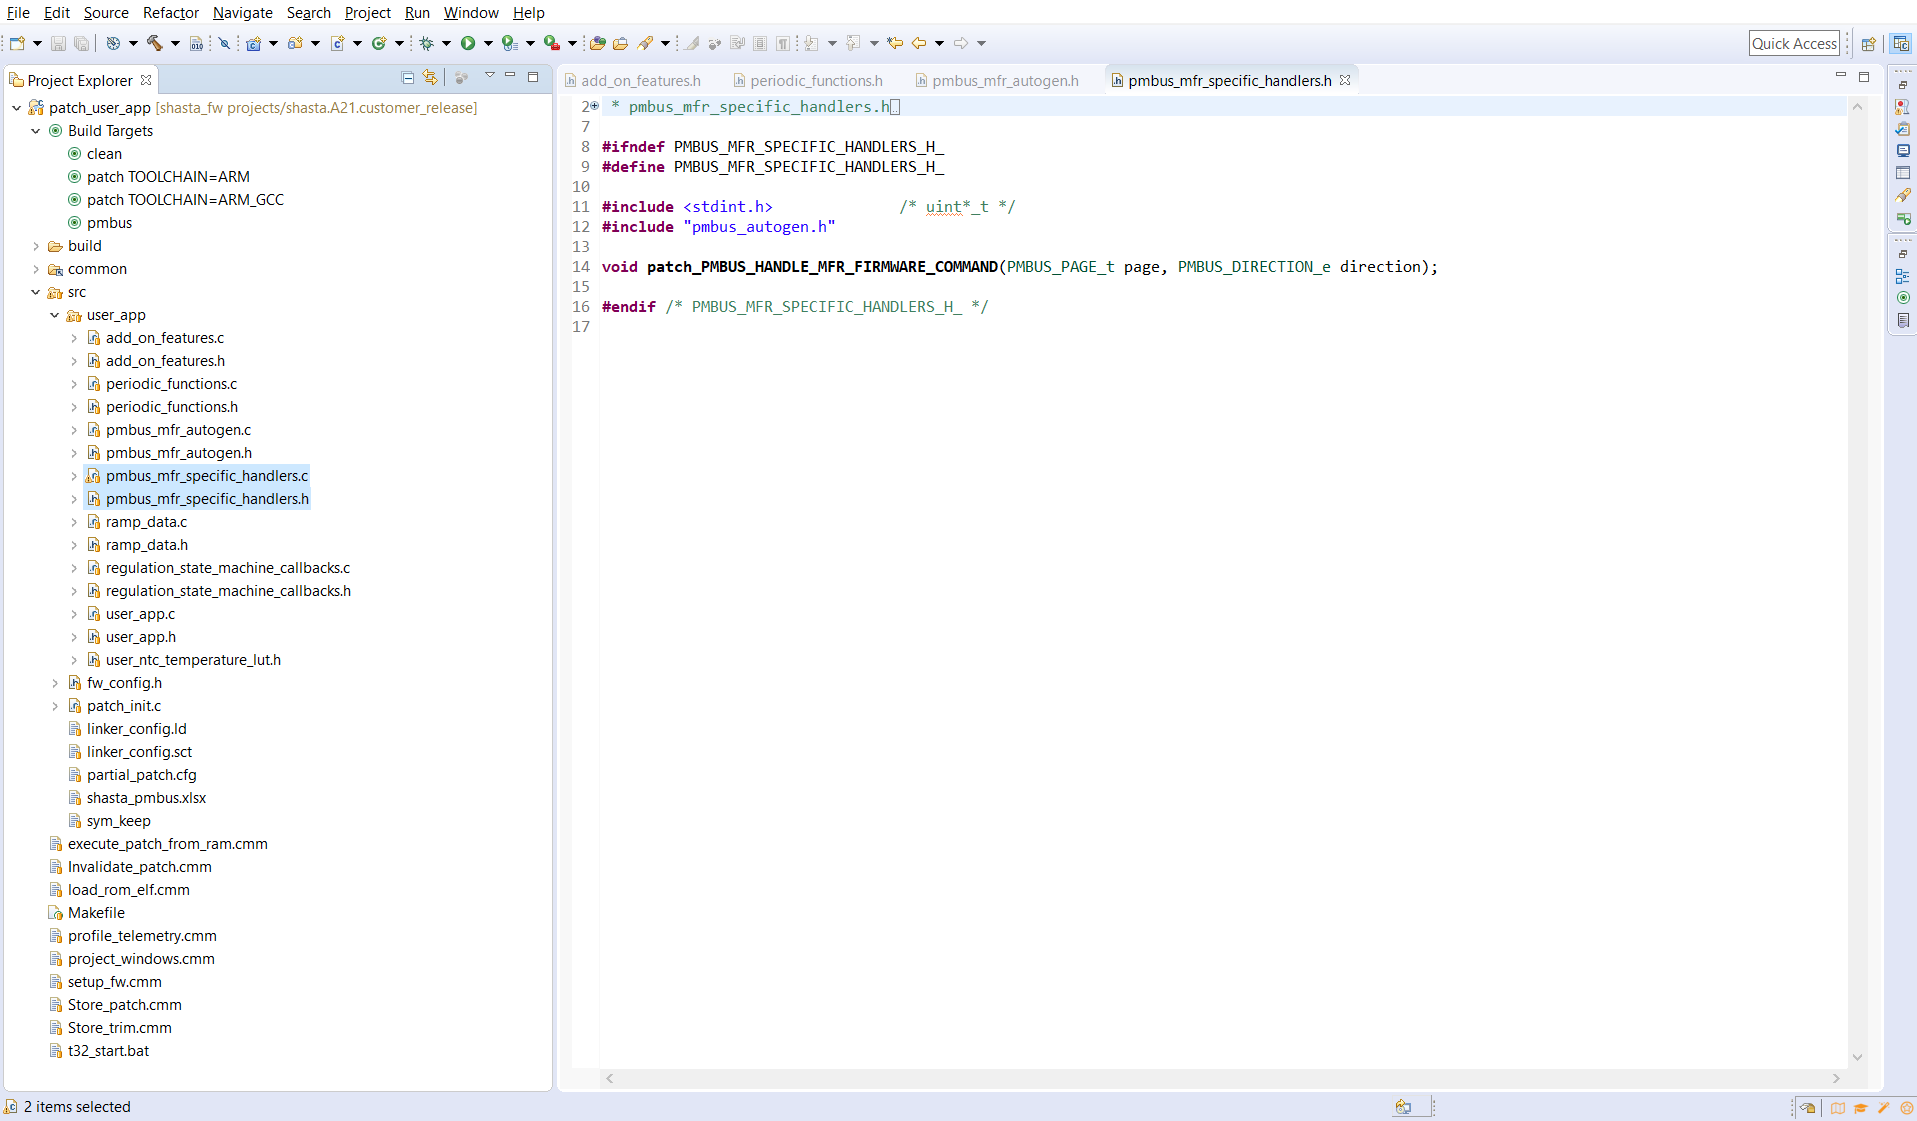 File Edit Source Refactor Navigate Search Project Run Window Help
Quick Access
Project Explorer
add_on_features.h periodic_functions.h pmbus_mfr_autogen.h pmbus_mfr_specific_handlers.h
patch_user_app [shasta_fw projects/shasta.A21.customer_release]
Build Targets
clean
patch TOOLCHAIN=ARM
patch TOOLCHAIN=ARM_GCC
pmbus
build
common
src
user_app
add_on_features.c
add_on_features.h
periodic_functions.c
periodic_functions.h
pmbus_mfr_autogen.c
pmbus_mfr_autogen.h
pmbus_mfr_specific_handlers.c
pmbus_mfr_specific_handlers.h
ramp_data.c
ramp_data.h
regulation_state_machine_callbacks.c
regulation_state_machine_callbacks.h
user_app.c
user_app.h
user_ntc_temperature_lut.h
fw_config.h
patch_init.c
linker_config.ld
linker_config.sct
partial_patch.cfg
shasta_pmbus.xlsx
sym_keep
execute_patch_from_ram.cmm
Invalidate_patch.cmm
load_rom_elf.cmm
Makefile
profile_telemetry.cmm
project_windows.cmm
setup_fw.cmm
Store_patch.cmm
Store_trim.cmm
t32_start.bat
2 * pmbus_mfr_specific_handlers.h
7
8 #ifndef PMBUS_MFR_SPECIFIC_HANDLERS_H_
9 #define PMBUS_MFR_SPECIFIC_HANDLERS_H_
10
11 #include <stdint.h> /* uint*_t */
12 #include "pmbus_autogen.h"
13
14 void patch_PMBUS_HANDLE_MFR_FIRMWARE_COMMAND(PMBUS_PAGE_t page, PMBUS_DIRECTION_e direction);
15
16 #endif /* PMBUS_MFR_SPECIFIC_HANDLERS_H_ */
17
2 items selected